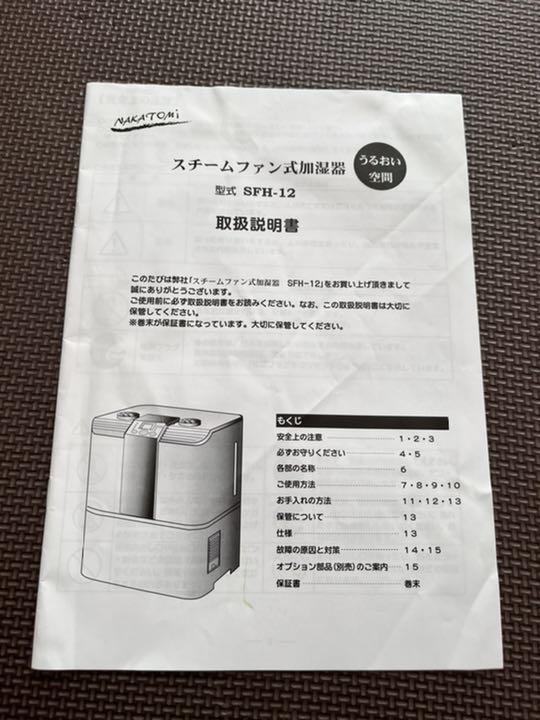 NAKATOMi
スチームファン式加湿器
うるおい
空間
型式 SFH-12
取扱説明書
このたびは弊社「スチームファン式加湿器 SFH-12」をお買い上げ頂きまして
誠にありがとうございます。
ご使用前に必ず取扱説明書をお読みください。なお、この取扱説明書は大切に
保管してください。
※巻末が保証書になっています。大切に保管してください。
もくじ
安全上の注意 1・2・3
必ずお守りください 4・5
各部の名称 6
ご使用方法 7・8・9・10
お手入れの方法 11・12・13
保管について 13
仕様 13
故障の原因と対策 14・15
オプション部品(別売)のご案内 15
保証書 巻末